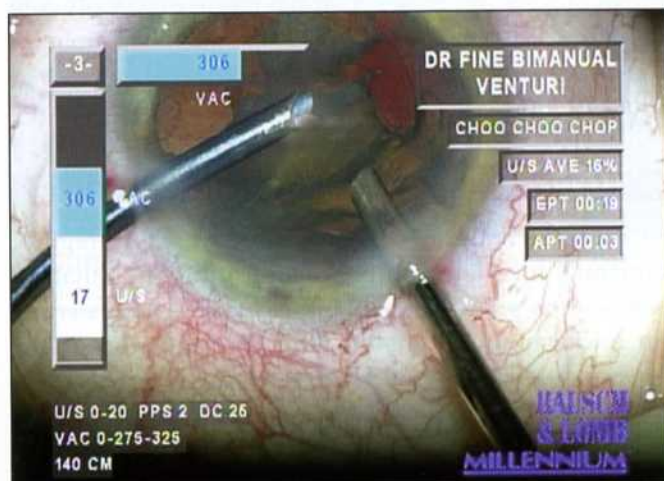 -3-
306
VAC
306 VAC
17 U/S
DR FINE BIMANUAL
VENTURI
CHOO CHOO CHOP
U/S AVE 16%
EPT 00:19
APT 00:03
U/S 0-20 PPS 2 DC 25
VAC 0-275-325
140 CM
BAUSCH
& LOMB
MILLENNIUM